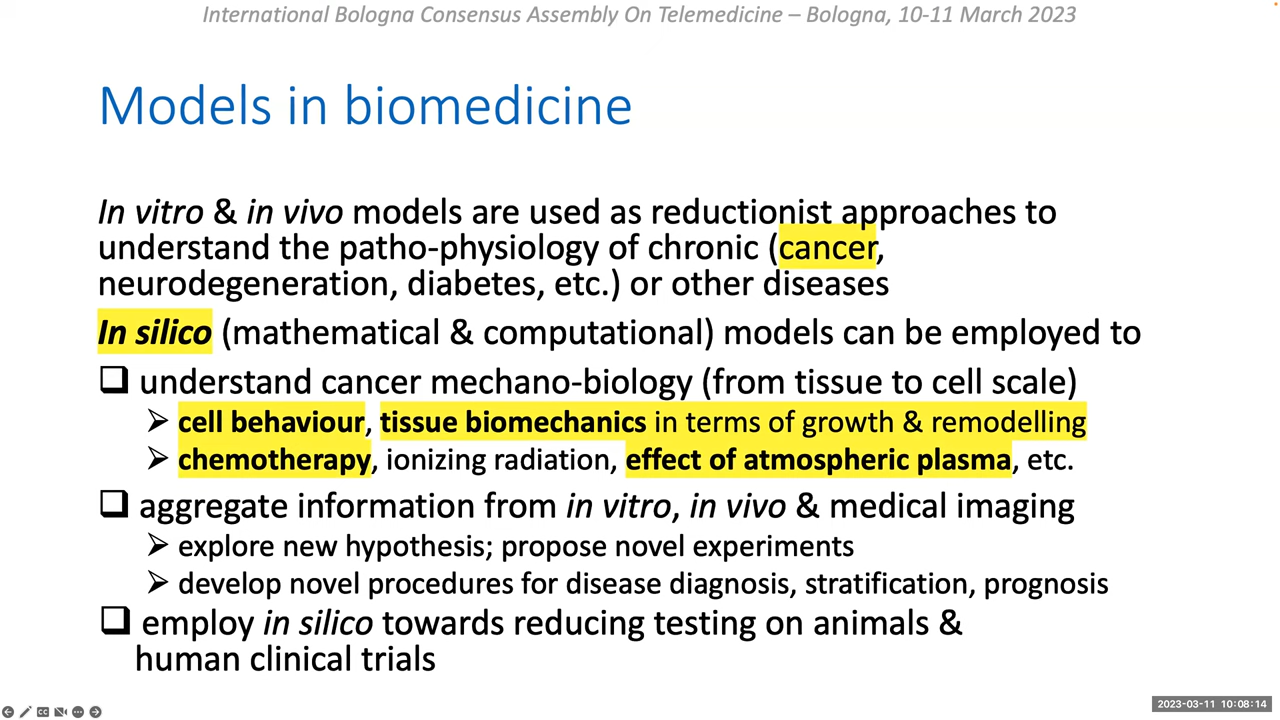 International Bologna Consensus Assembly On Telemedicine – Bologna, 10-11 March 2023
Models in biomedicine
In vitro & in vivo models are used as reductionist approaches to
understand the patho-physiology of chronic (cancer,
neurodegeneration, diabetes, etc.) or other diseases
In silico (mathematical & computational) models can be employed to
❑ understand cancer mechano-biology (from tissue to cell scale)
➢ cell behaviour, tissue biomechanics in terms of growth & remodelling
➢ chemotherapy, ionizing radiation, effect of atmospheric plasma, etc.
❑ aggregate information from in vitro, in vivo & medical imaging
➢ explore new hypothesis; propose novel experiments
➢ develop novel procedures for disease diagnosis, stratification, prognosis
❑ employ in silico towards reducing testing on animals &
human clinical trials
CC
2023-03-11 10:08:14